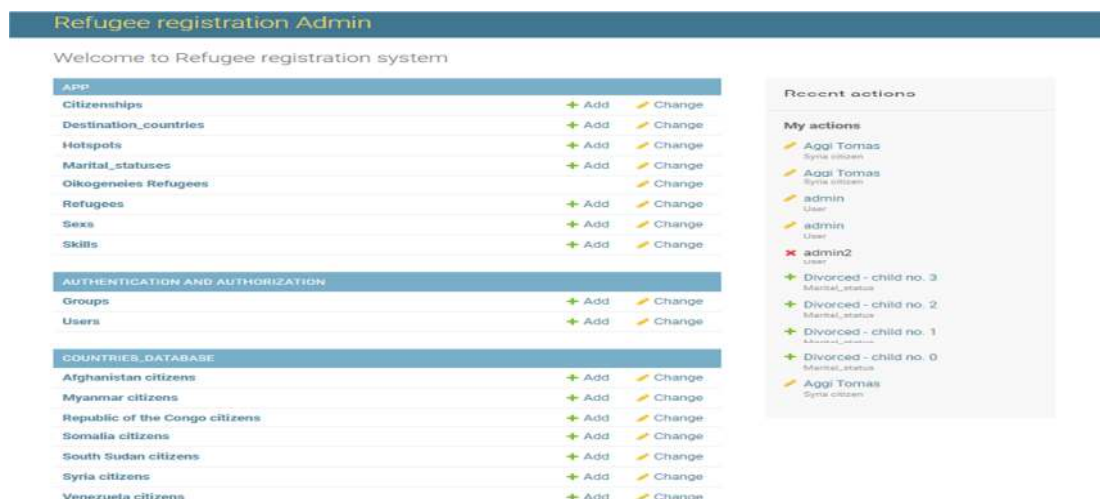 Refugee registration Admin
Welcome to Refugee registration system
APP
Citizenships + Add Change
Destination_countries + Add Change
Hotspots + Add Change
Marital_statuses + Add Change
Oikogeneies Refugees Change
Refugees + Add Change
Sexs + Add Change
Skills + Add Change
AUTHENTICATION AND AUTHORIZATION
Groups + Add Change
Users + Add Change
COUNTRIES_DATABASE
Afghanistan citizens + Add Change
Myanmar citizens + Add Change
Republic of the Congo citizens + Add Change
Somalia citizens + Add Change
South Sudan citizens + Add Change
Syria citizens + Add Change
Venezuela citizens + Add Change
Recent actions
My actions
Aggi Tomas
Syria citizen
Aggi Tomas
Syria citizen
admin
User
admin
User
admin2
User
+ Divorced - child no. 3
Marital_status
+ Divorced - child no. 2
Marital_status
+ Divorced - child no. 1
Marital_status
+ Divorced - child no. 0
Marital_status
Aggi Tomas
Syria citizen